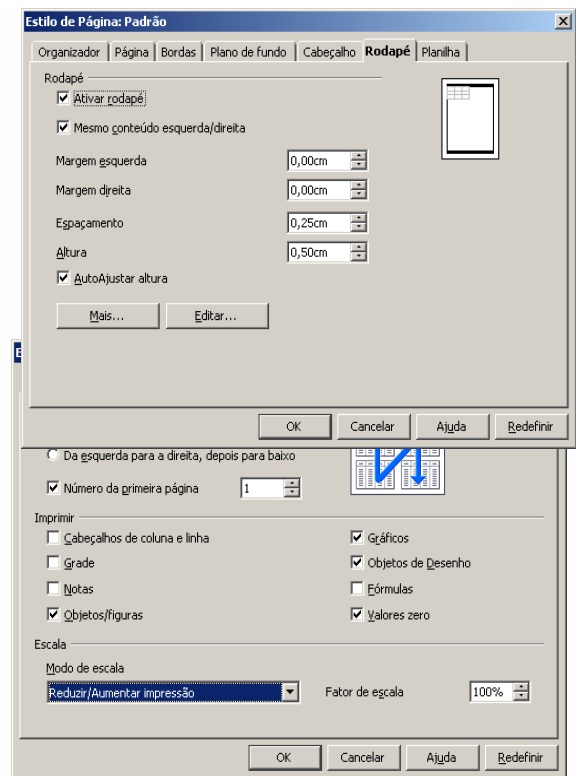 Estilo de Página: Padrão
Organizador Página Bordas Plano de fundo Cabeçalho Rodapé Planilha
Rodapé
Ativar rodapé
Mesmo conteúdo esquerda/direita
Margem esquerda 0,00cm
Margem direita 0,00cm
Espaçamento 0,25cm
Altura 0,50cm
AutoAjustar altura
Mais... Editar...
OK Cancelar Ajuda Redefinir
Da esquerda para a direita, depois para baixo
Número da primeira página 1
Imprimir
Cabeçalhos de coluna e linha Gráficos
Grade Objetos de Desenho
Notas Fórmulas
Objetos/figuras Valores zero
Escala
Modo de escala
Reduzir/Aumentar impressão Fator de escala 100%
OK Cancelar Ajuda Redefinir